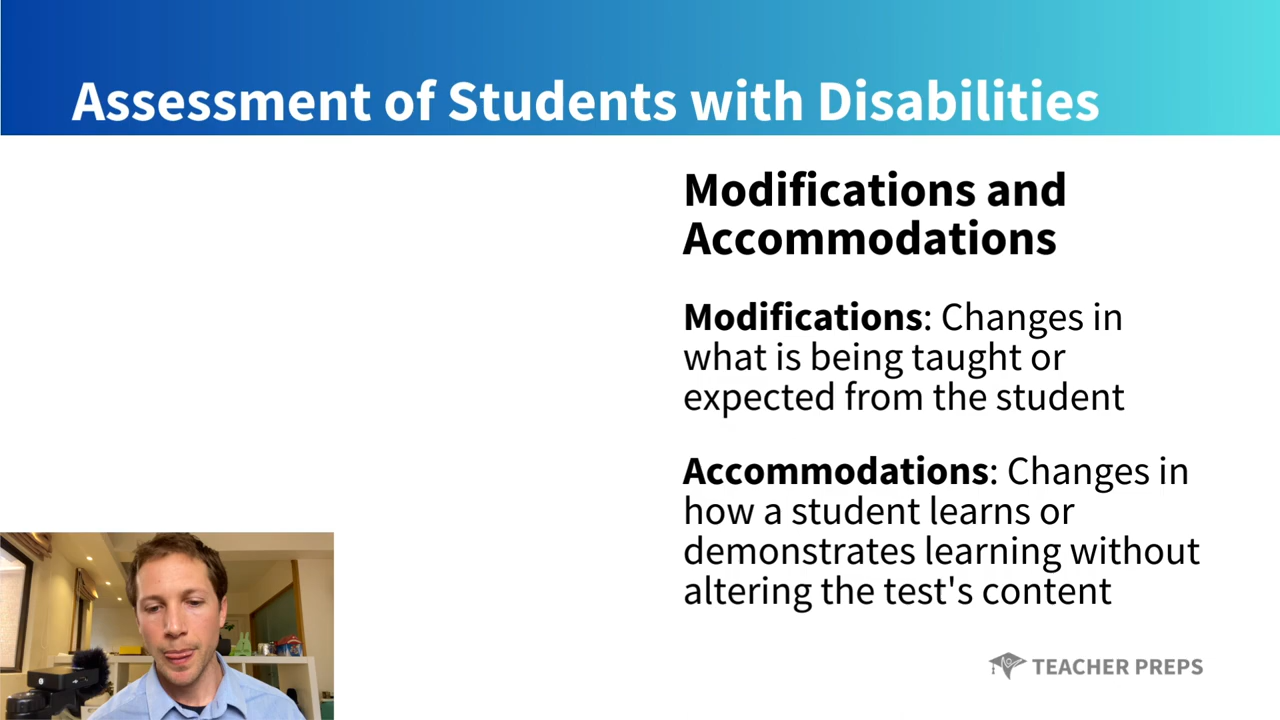 Assessment of Students with Disabilities
Modifications and
Accommodations
Modifications: Changes in
what is being taught or
expected from the student
Accommodations: Changes in
how a student learns or
demonstrates learning without
altering the test's content
TEACHER PREPS